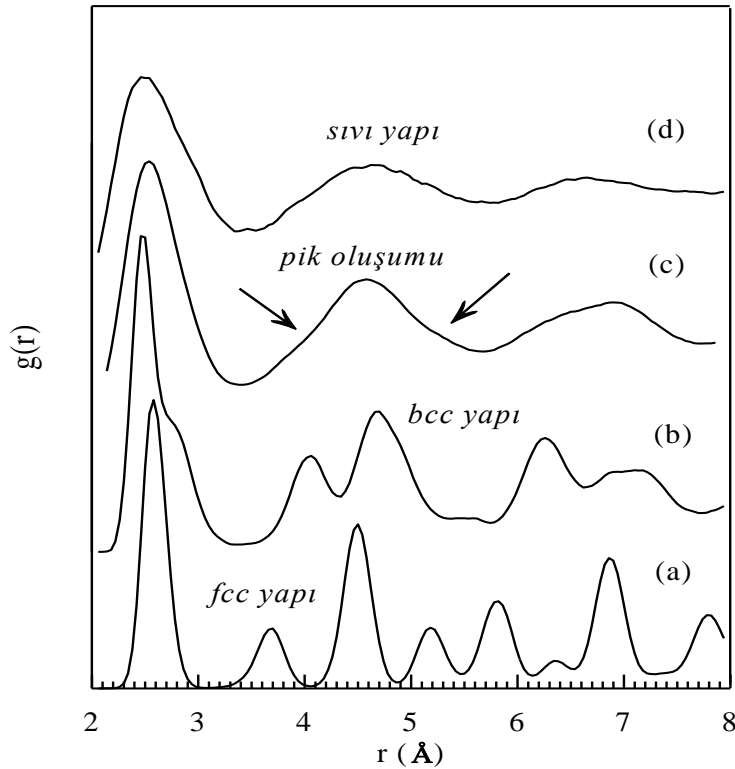 sıvı yapı
(d)
pik oluşumu
(c)
g(r)
bcc yapı
(b)
(a)
fcc yapı
2 3 4 5 6 7 8
r (Å)